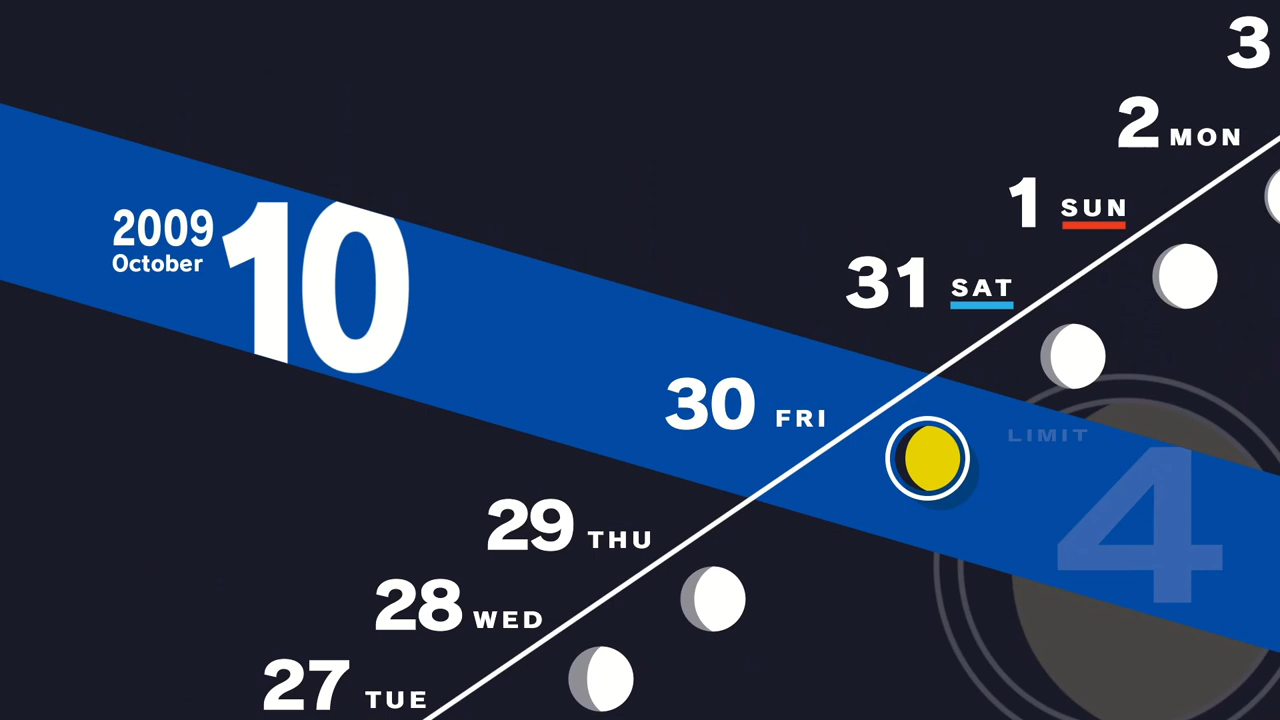 3
2 MON
1 SUN
2009
October
10
31 SAT
30 FRI
LIMIT
4
29 THU
28 WED
27 TUE